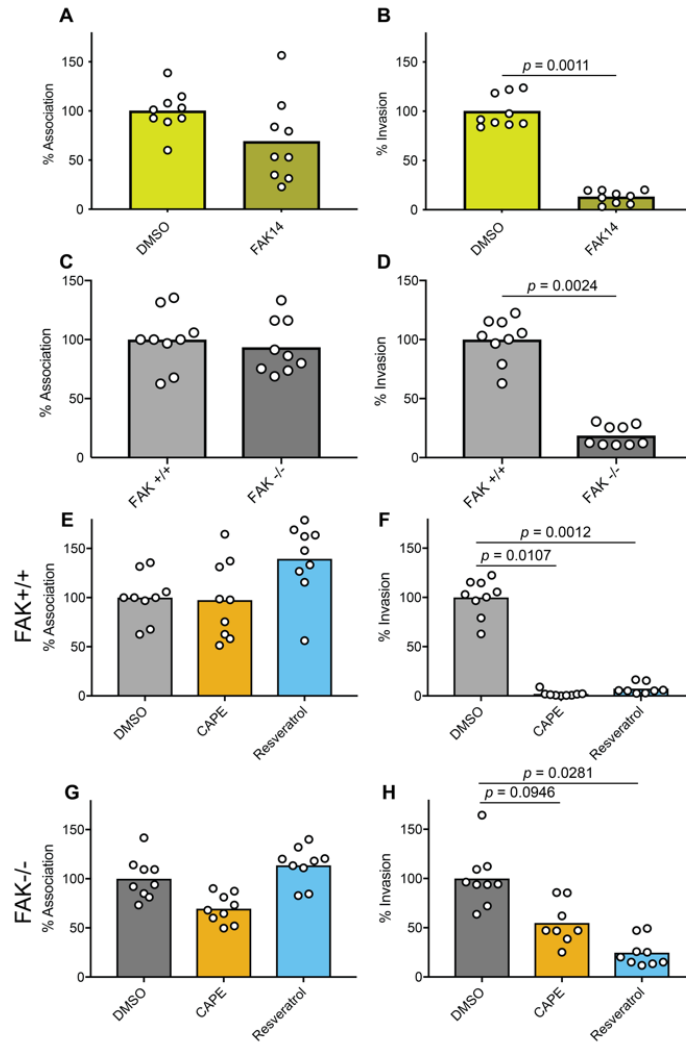 A
B
150
100
50
0
% Association
DMSO
FAK14
150
100
50
0
% Invasion
p = 0.0011
DMSO
FAK14
C
D
150
100
50
0
% Association
FAK +/+
FAK -/-
150
100
50
0
% Invasion
p = 0.0024
FAK +/+
FAK -/-
FAK+/+
E
F
150
100
50
0
% Association
DMSO
CAPE
Resveratrol
150
100
50
0
% Invasion
p = 0.0012
p = 0.0107
DMSO
CAPE
Resveratrol
FAK-/-
G
H
150
100
50
0
% Association
DMSO
CAPE
Resveratrol
150
100
50
0
% Invasion
p = 0.0281
p = 0.0946
DMSO
CAPE
Resveratrol